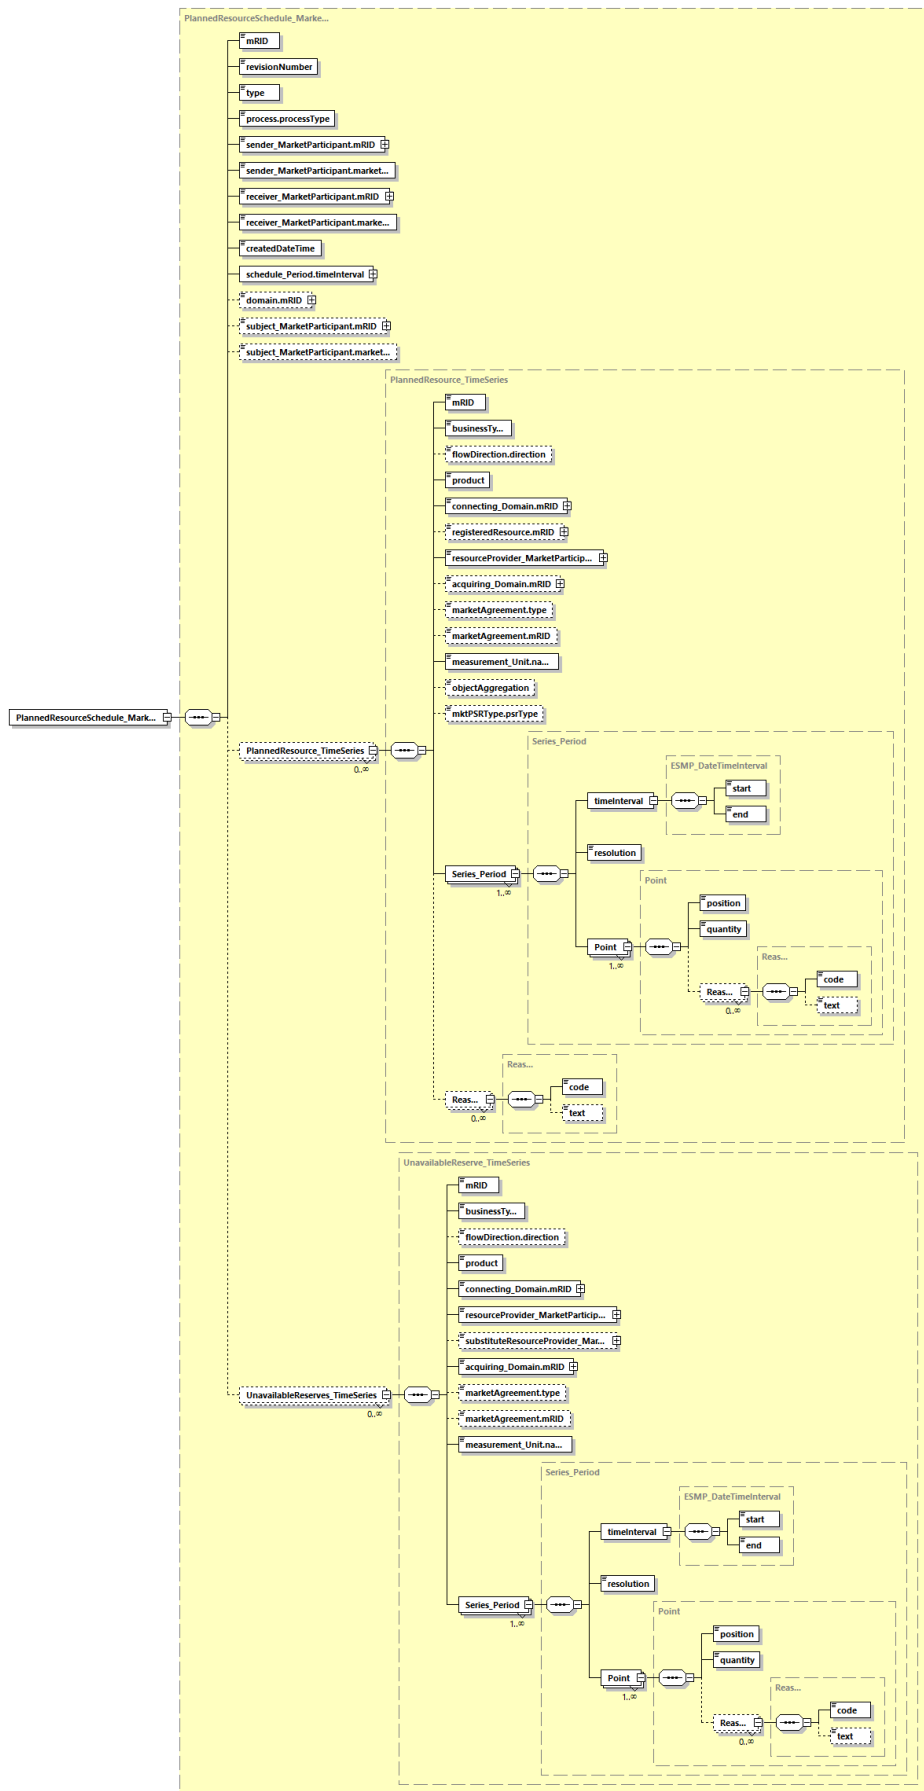 PlannedResourceSchedule_Marke...
mRID
revisionNumber
type
process.processType
sender_MarketParticipant.mRID
sender_MarketParticipant.market...
receiver_MarketParticipant.mRID
receiver_MarketParticipant.marke...
createdDateTime
schedule_Period.timeInterval
domain.mRID
subject_MarketParticipant.mRID
subject_MarketParticipant.market...
PlannedResource_TimeSeries
mRID
businessTy...
flowDirection.direction
product
connecting_Domain.mRID
registeredResource.mRID
resourceProvider_MarketParticip...
acquiring_Domain.mRID
marketAgreement.type
marketAgreement.mRID
measurement_Unit.na...
objectAggregation
mktPSRType.psrType
PlannedResourceSchedule_Mark...
PlannedResource_TimeSeries
0..∞
Series_Period
ESMP_DateTimeInterval
start
timeInterval
end
resolution
Series_Period
1..∞
Point
position
quantity
Point
1..∞
Reas...
code
Reas...
0..∞
text
Reas...
code
Reas...
0..∞
text
UnavailableReserve_TimeSeries
mRID
businessTy...
flowDirection.direction
product
connecting_Domain.mRID
resourceProvider_MarketParticip...
substituteResourceProvider_Mar...
acquiring_Domain.mRID
UnavailableReserves_TimeSeries
0..∞
marketAgreement.type
marketAgreement.mRID
measurement_Unit.na...
Series_Period
ESMP_DateTimeInterval
start
timeInterval
end
resolution
Series_Period
1..∞
Point
position
quantity
Point
1..∞
Reas...
code
Reas...
0..∞
text